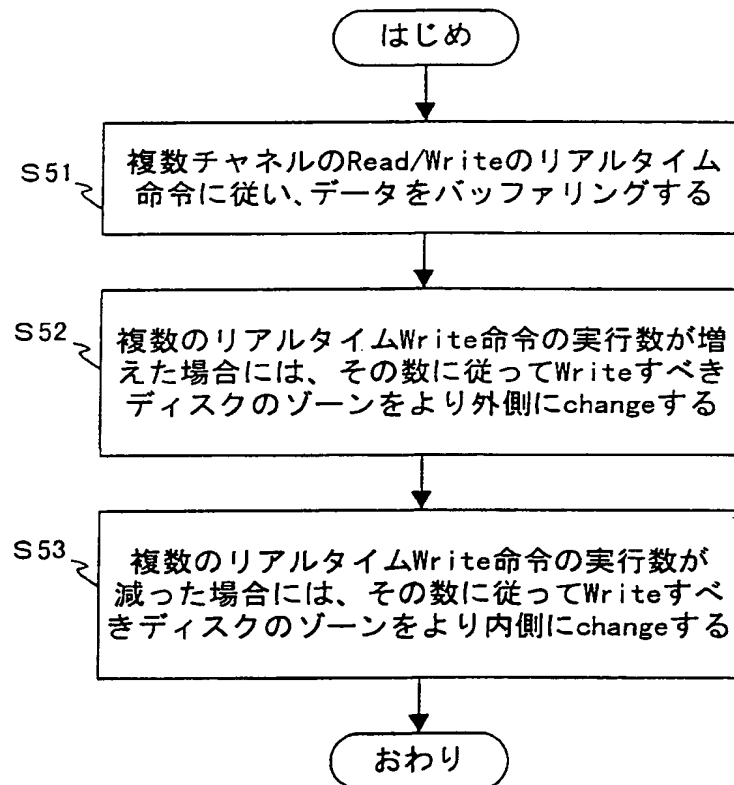 はじめ
S51
複数チャネルのRead/Writeのリアルタイム
命令に従い、データをバッファリングする
S52
複数のリアルタイムWrite命令の実行数が増
えた場合には、その数に従ってWriteすべき
ディスクのゾーンをより外側にchangeする
S53
複数のリアルタイムWrite命令の実行数が
減った場合には、その数に従ってWriteすべ
きディスクのゾーンをより内側にchangeする
おわり